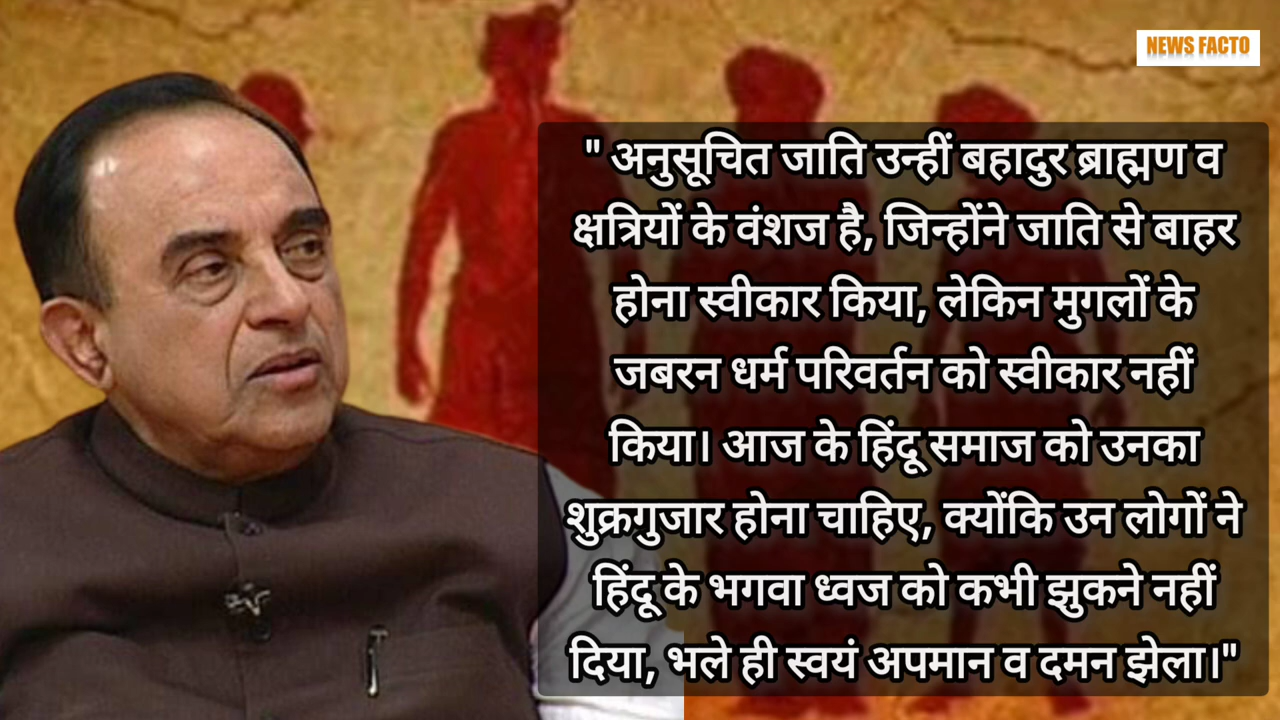 NEWS FACTO
" अनुसूचित जाति उन्हीं बहादुर ब्राह्मण व
क्षत्रियों के वंशज है, जिन्होंने जाति से बाहर
होना स्वीकार किया, लेकिन मुगलों के
जबरन धर्म परिवर्तन को स्वीकार नहीं
किया। आज के हिंदू समाज को उनका
शुक्रगुजार होना चाहिए, क्योंकि उन लोगों ने
हिंदू के भगवा ध्वज को कभी झुकने नहीं
दिया, भले ही स्वयं अपमान व दमन झेला।"